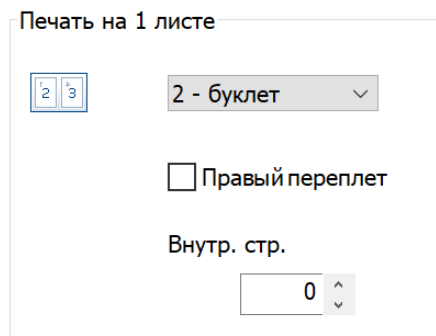 Печать на 1 листе
2 3
2 - буклет
Правый переплет
Внутр. стр.
0